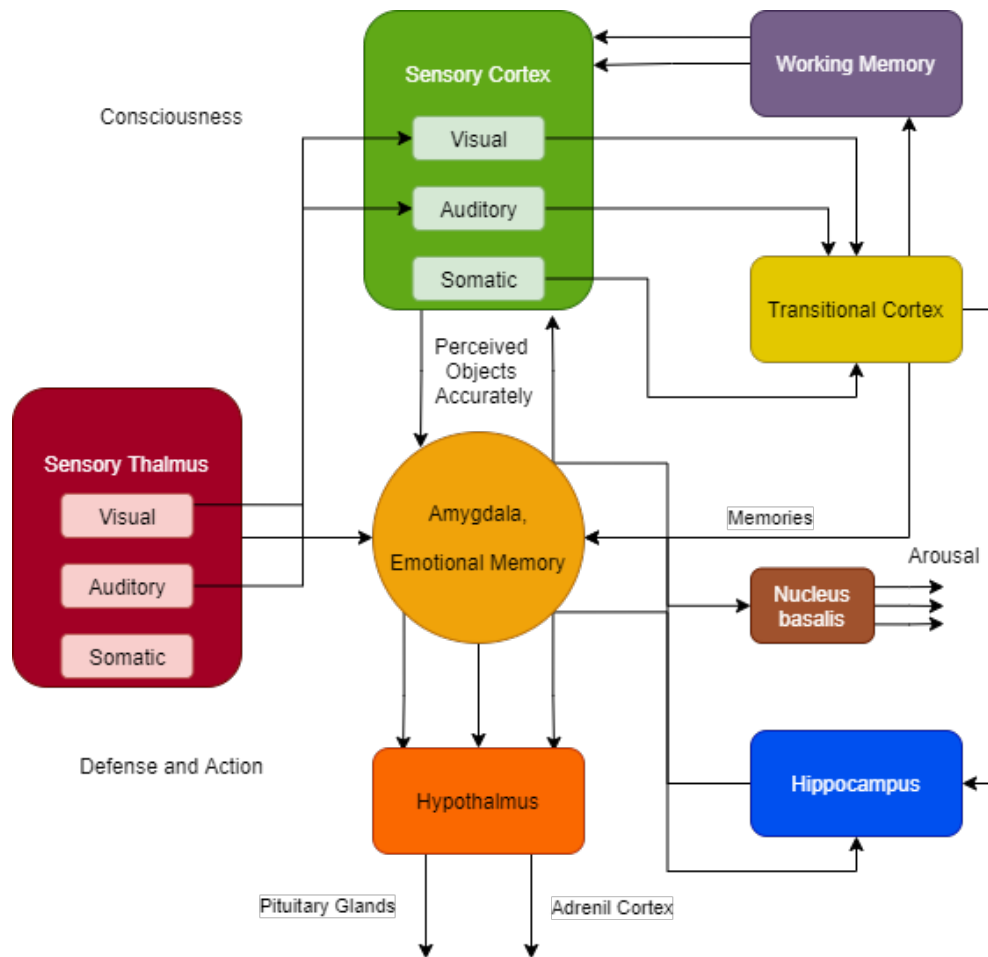 Sensory Cortex
Working Memory
Consciousness
Visual
Auditory
Somatic
Transitional Cortex
Perceived
Objects
Accurately
Sensory Thalmus
Visual
Auditory
Somatic
Amygdala,
Emotional Memory
Memories
Arousal
Nucleus
basalis
Defense and Action
Hypothalmus
Hippocampus
Pituitary Glands
Adrenil Cortex